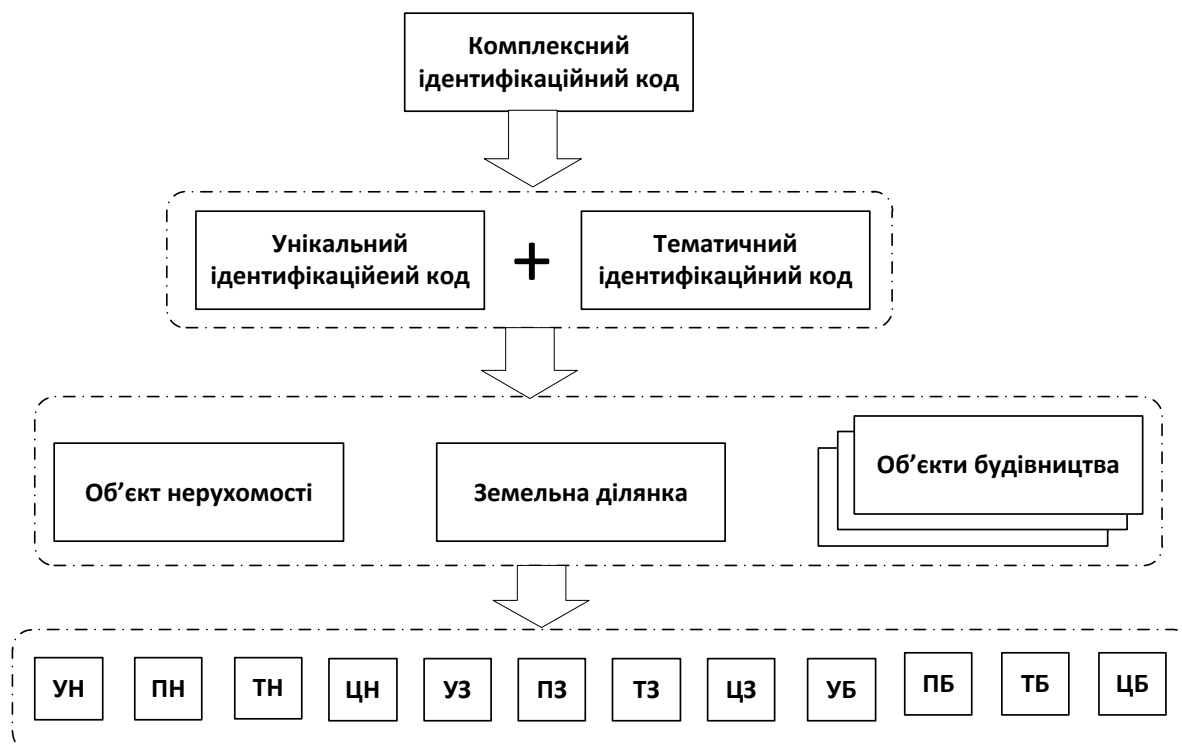 Комплексний
ідентифікаційний код
Унікальний
ідентифікаційеий код
+
Тематичний
ідентифікаційний код
Об’єкт нерухомості
Земельна ділянка
Об’єкти будівництва
УН ПН ТН ЦН УЗ ПЗ ТЗ ЦЗ УБ ПБ ТБ ЦБ